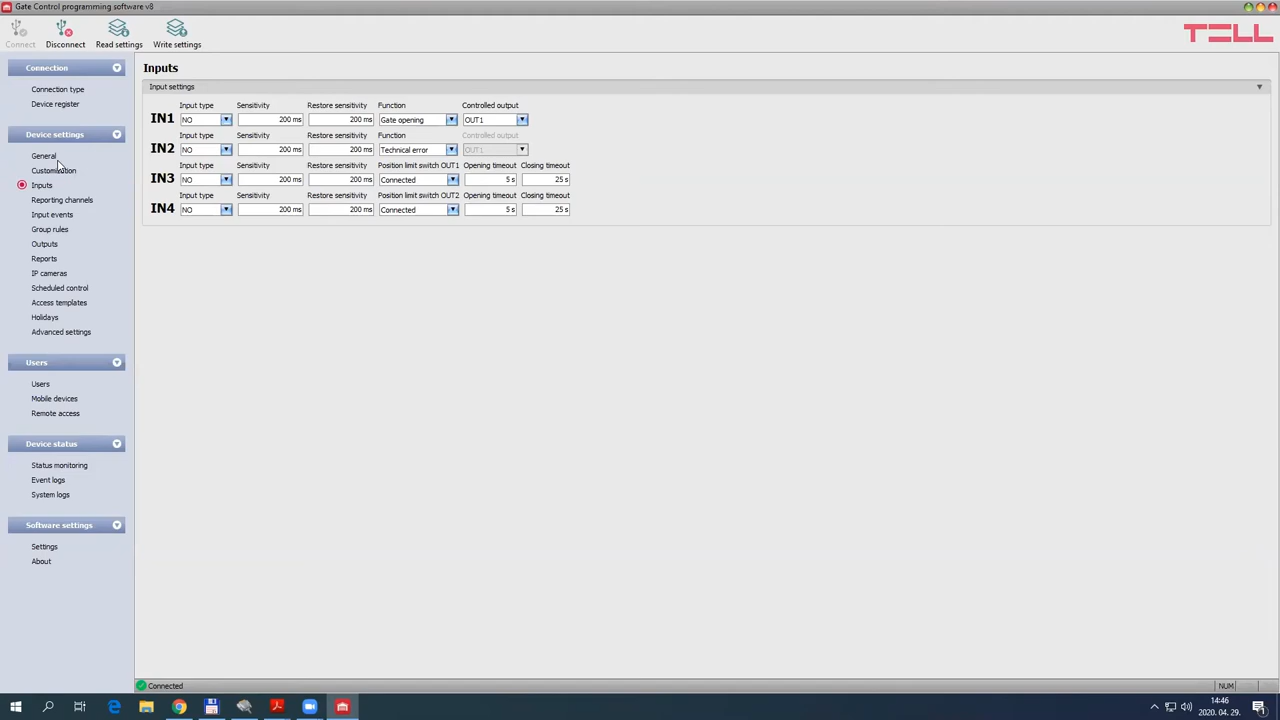 Gate Control programming software v8
Connect Disconnect Read settings Write settings
TELL
Connection
Connection type
Device register
Device settings
General
Customization
Inputs
Reporting channels
Input events
Group rules
Outputs
Reports
IP cameras
Scheduled control
Access templates
Holidays
Advanced settings
Users
Users
Mobile devices
Remote access
Device status
Status monitoring
Event logs
System logs
Software settings
Settings
About
Inputs
Input settings
Input type Sensitivity Restore sensitivity Function Controlled output
IN1 NO 200 ms 200 ms Gate opening OUT1
Input type Sensitivity Restore sensitivity Function Controlled output
IN2 NO 200 ms 200 ms Technical error OUT1
Input type Sensitivity Restore sensitivity Position limit switch OUT1 Opening timeout Closing timeout
IN3 NO 200 ms 200 ms Connected 5 s 25 s
Input type Sensitivity Restore sensitivity Position limit switch OUT2 Opening timeout Closing timeout
IN4 NO 200 ms 200 ms Connected 5 s 25 s
Connected
NUM
14:46
2020. 04. 29.